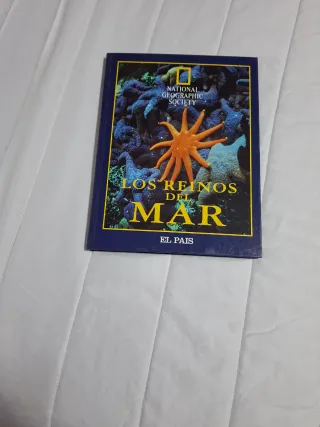 NATIONAL
GEOGRAPHIC
SOCIETY
LOS REINOS
DEL
MAR
EL PAIS